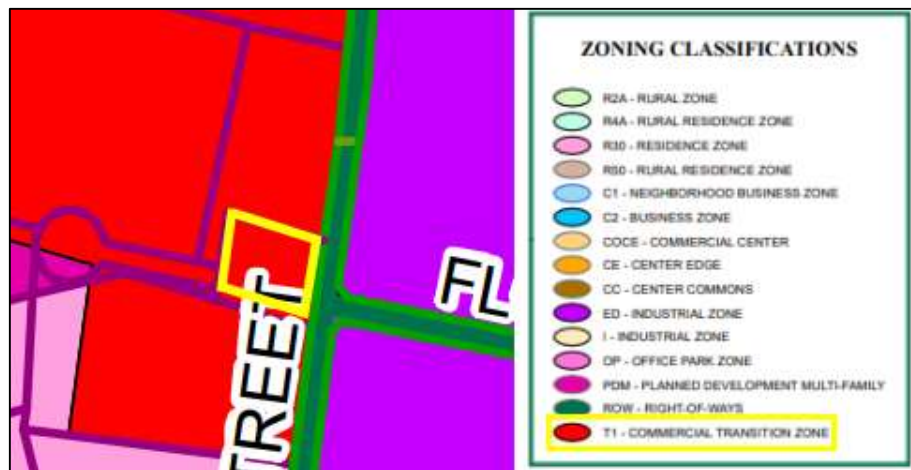 STREET
FL
ZONING CLASSIFICATIONS
R2A - RURAL ZONE
R4A - RURAL RESIDENCE ZONE
R30 - RESIDENCE ZONE
R50 - RURAL RESIDENCE ZONE
C1 - NEIGHBORHOOD BUSINESS ZONE
C2 - BUSINESS ZONE
COCE - COMMERCIAL CENTER
CE - CENTER EDGE
CC - CENTER COMMONS
ED - INDUSTRIAL ZONE
I - INDUSTRIAL ZONE
OP - OFFICE PARK ZONE
PDM - PLANNED DEVELOPMENT MULTI-FAMILY
ROW - RIGHT-OF-WAYS
T1 - COMMERCIAL TRANSITION ZONE